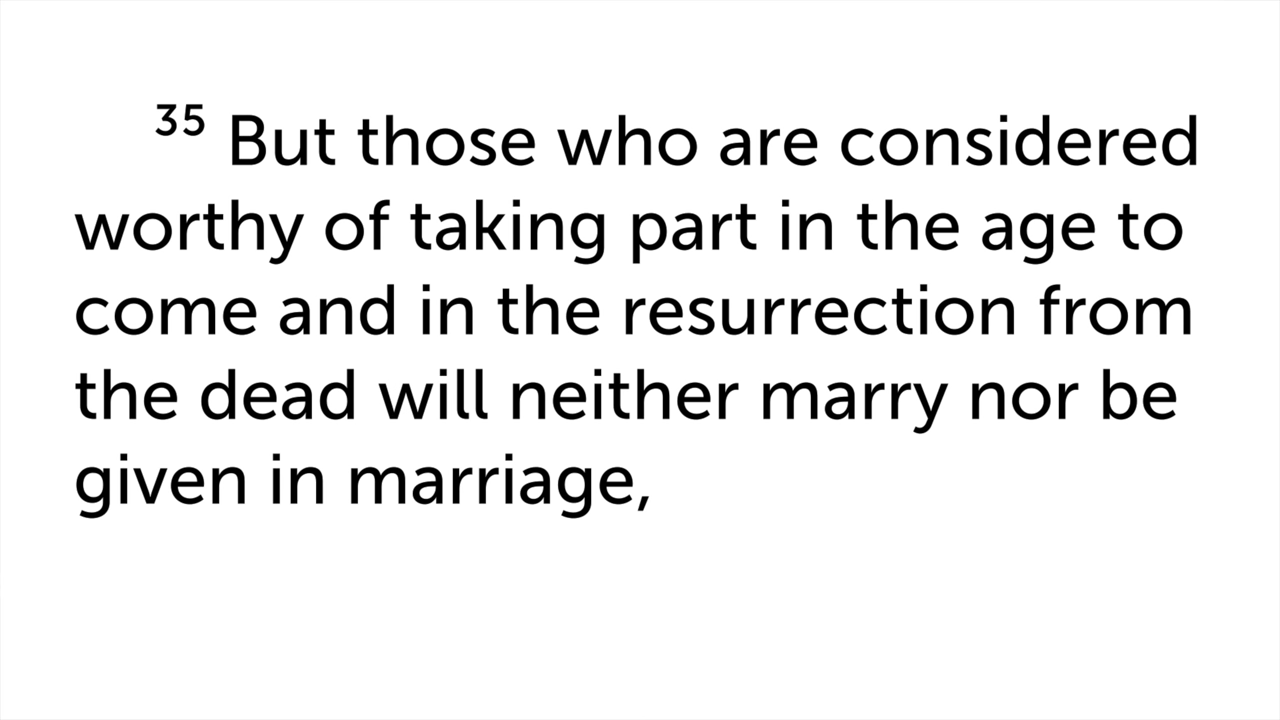 35 But those who are considered
worthy of taking part in the age to
come and in the resurrection from
the dead will neither marry nor be
given in marriage,